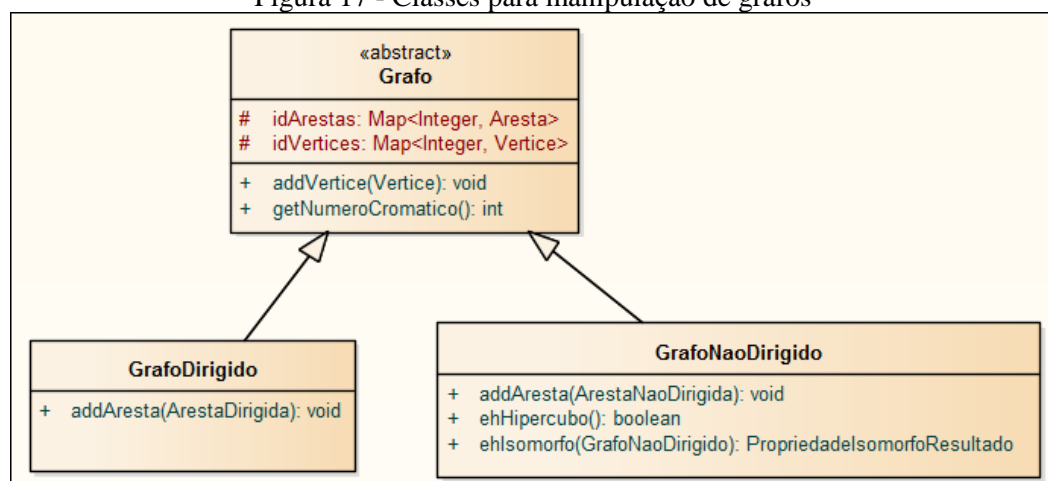 Figura 17 - Classes para manipulação de grafos
«abstract»
Grafo
# idArestas: Map<Integer, Aresta>
# idVertices: Map<Integer, Vertice>
+ addVertice(Vertice): void
+ getNumeroCromatico(): int
GrafoDirigido
+ addAresta(ArestaDirigida): void
GrafoNaoDirigido
+ addAresta(ArestaNaoDirigida): void
+ ehHipercubo(): boolean
+ ehIsomorfo(GrafoNaoDirigido): PropriedadeIsomorfoResultado